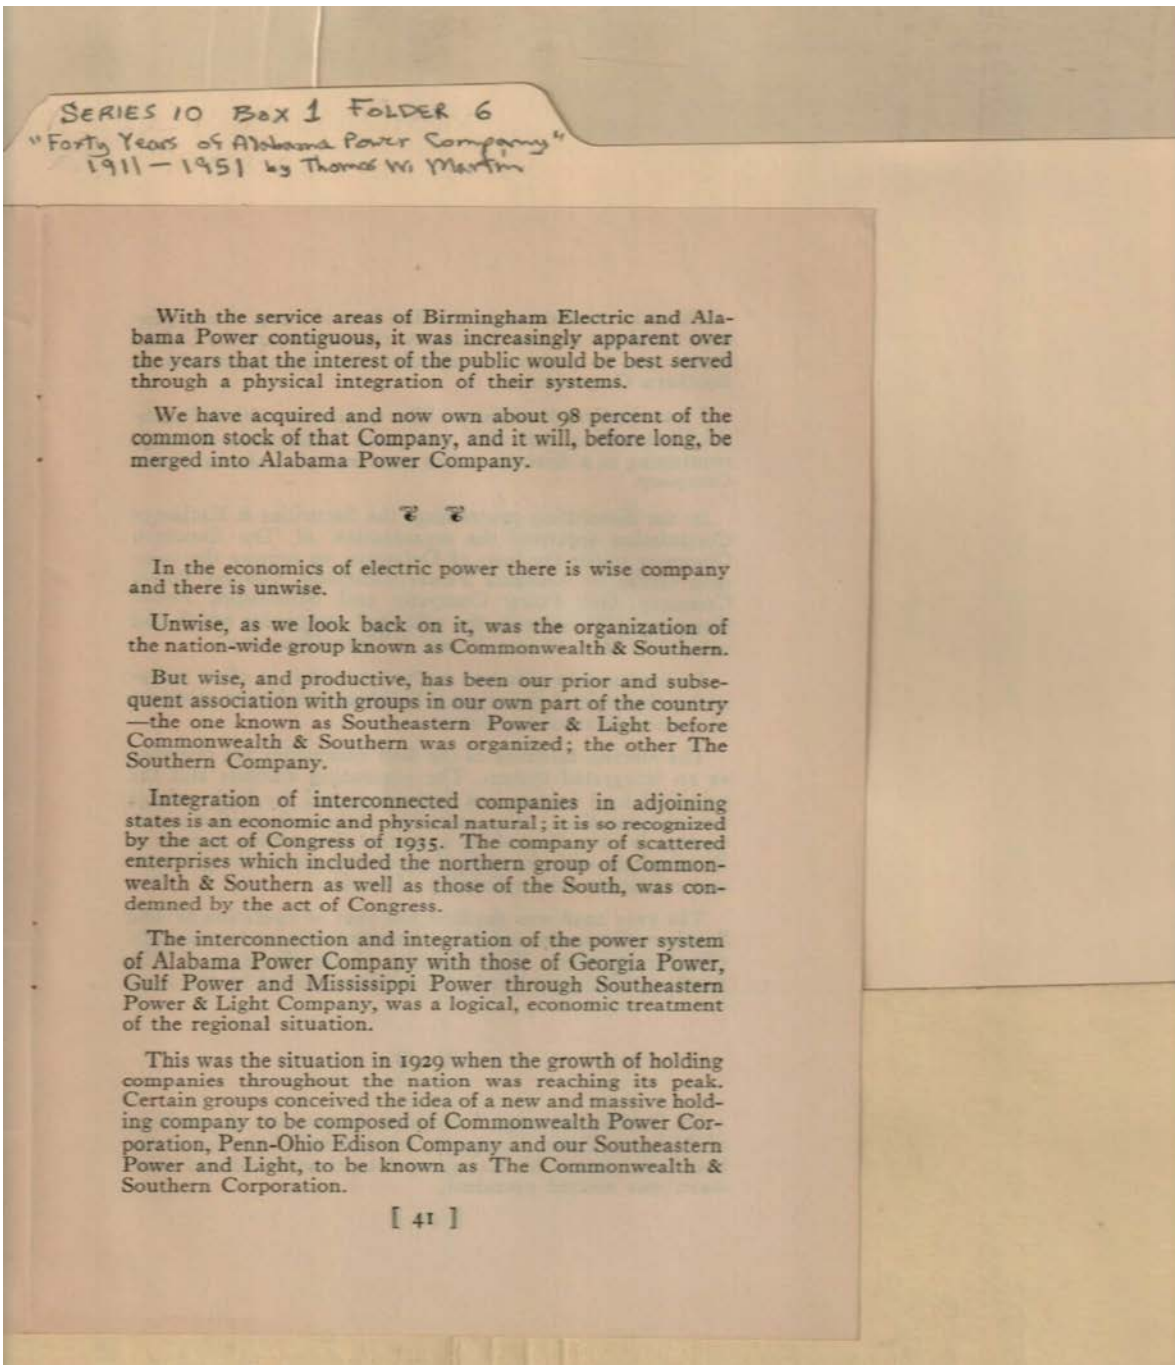 SERIES 10 BOX 1 FOLDER 6
"Forty Years of Alabama Power Company"
1911-1951 by Thomas W. Martin
With the service areas of Birmingham Electric and Ala-
bama Power contiguous, it was increasingly apparent over
the years that the interest of the public would be best served
through a physical integration of their systems.
We have acquired and now own about 98 percent of the
common stock of that Company, and it will, before long, be
merged into Alabama Power Company.
In the economics of electric power there is wise company
and there is unwise.
Unwise, as we look back on it, was the organization of
the nation-wide group known as Commonwealth & Southern.
But wise, and productive, has been our prior and subse-
quent association with groups in our own part of the country
—the one known as Southeastern Power & Light before
Commonwealth & Southern was organized; the other The
Southern Company.
Integration of interconnected companies in adjoining
states is an economic and physical natural; it is so recognized
by the act of Congress of 1935. The company of scattered
enterprises which included the northern group of Common-
wealth & Southern as well as those of the South, was con-
demned by the act of Congress.
The interconnection and integration of the power system
of Alabama Power Company with those of Georgia Power,
Gulf Power and Mississippi Power through Southeastern
Power & Light Company, was a logical, economic treatment
of the regional situation.
This was the situation in 1929 when the growth of holding
companies throughout the nation was reaching its peak.
Certain groups conceived the idea of a new and massive hold-
ing company to be composed of Commonwealth Power Cor-
poration, Penn-Ohio Edison Company and our Southeastern
Power and Light, to be known as The Commonwealth &
Southern Corporation.
[ 41 ]